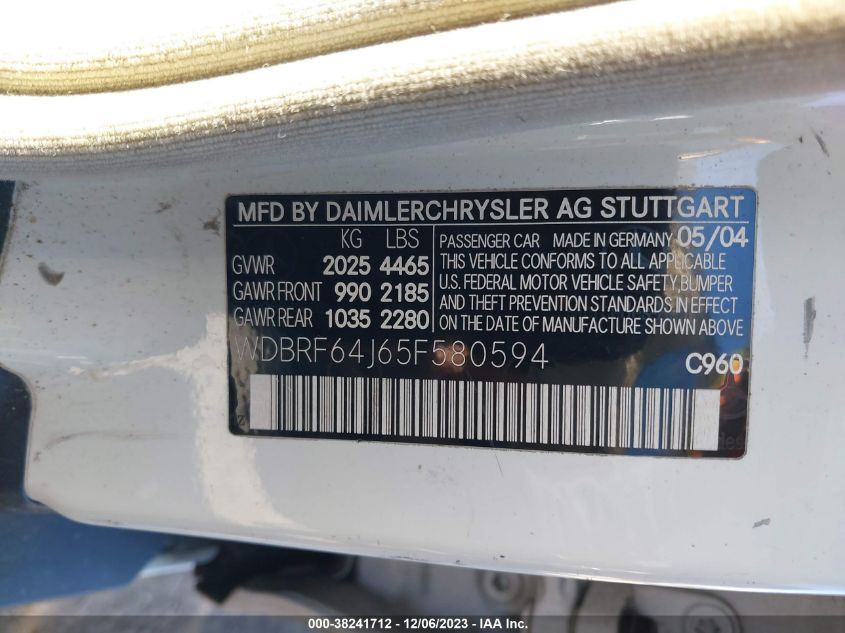 MFD BY DAIMLERCHRYSLER AG STUTTGART
KG LBS
GVWR 2025 4465
GAWR FRONT 990 2185
GAWR REAR 1035 2280
PASSENGER CAR MADE IN GERMANY 05/04
THIS VEHICLE CONFORMS TO ALL APPLICABLE
U.S. FEDERAL MOTOR VEHICLE SAFETY,BUMPER
AND THEFT PREVENTION STANDARDS IN EFFECT
ON THE DATE OF MANUFACTURE SHOWN ABOVE
WDBRF64J65F580594
C960
000-38241712 - 12/06/2023 - IAA Inc.